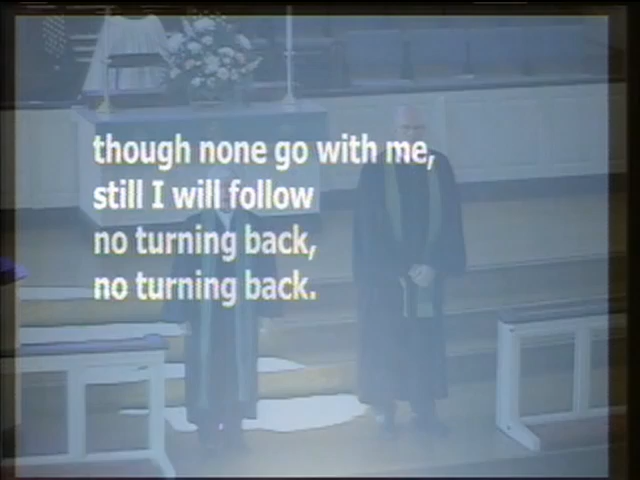 though none go with me,
still I will follow
no turning back,
no turning back.